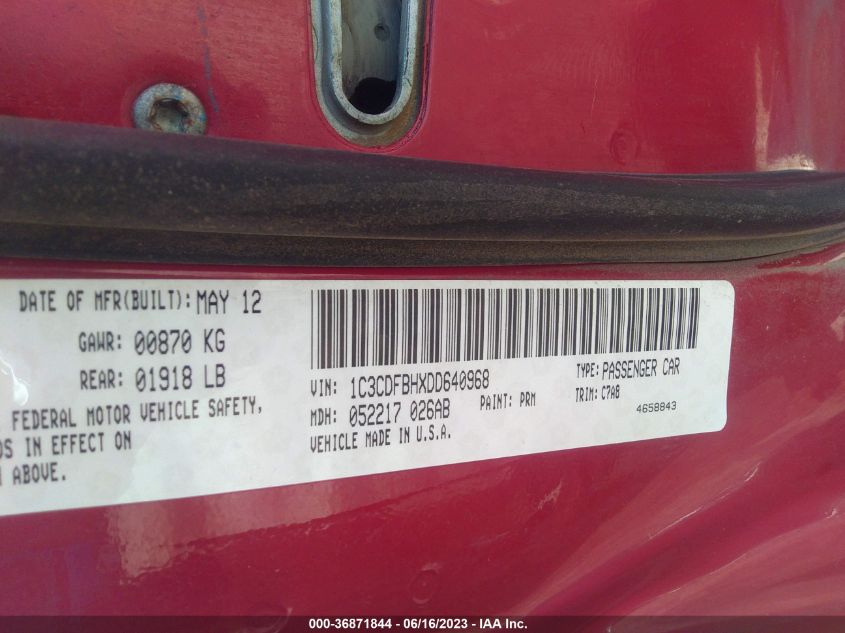 DATE OF MFR(BUILT): MAY 12
GAWR: 00870 KG
REAR: 01918 LB
FEDERAL MOTOR VEHICLE SAFETY,
IN EFFECT ON
ABOVE.
VIN: 1C3CDFBHXDD640968
TYPE: PASSENGER CAR
MDH: 052217 026AB
PAINT: PRM
TRIM: C7A8
VEHICLE MADE IN U.S.A.
4658843
000-36871844 - 06/16/2023 - IAA Inc.